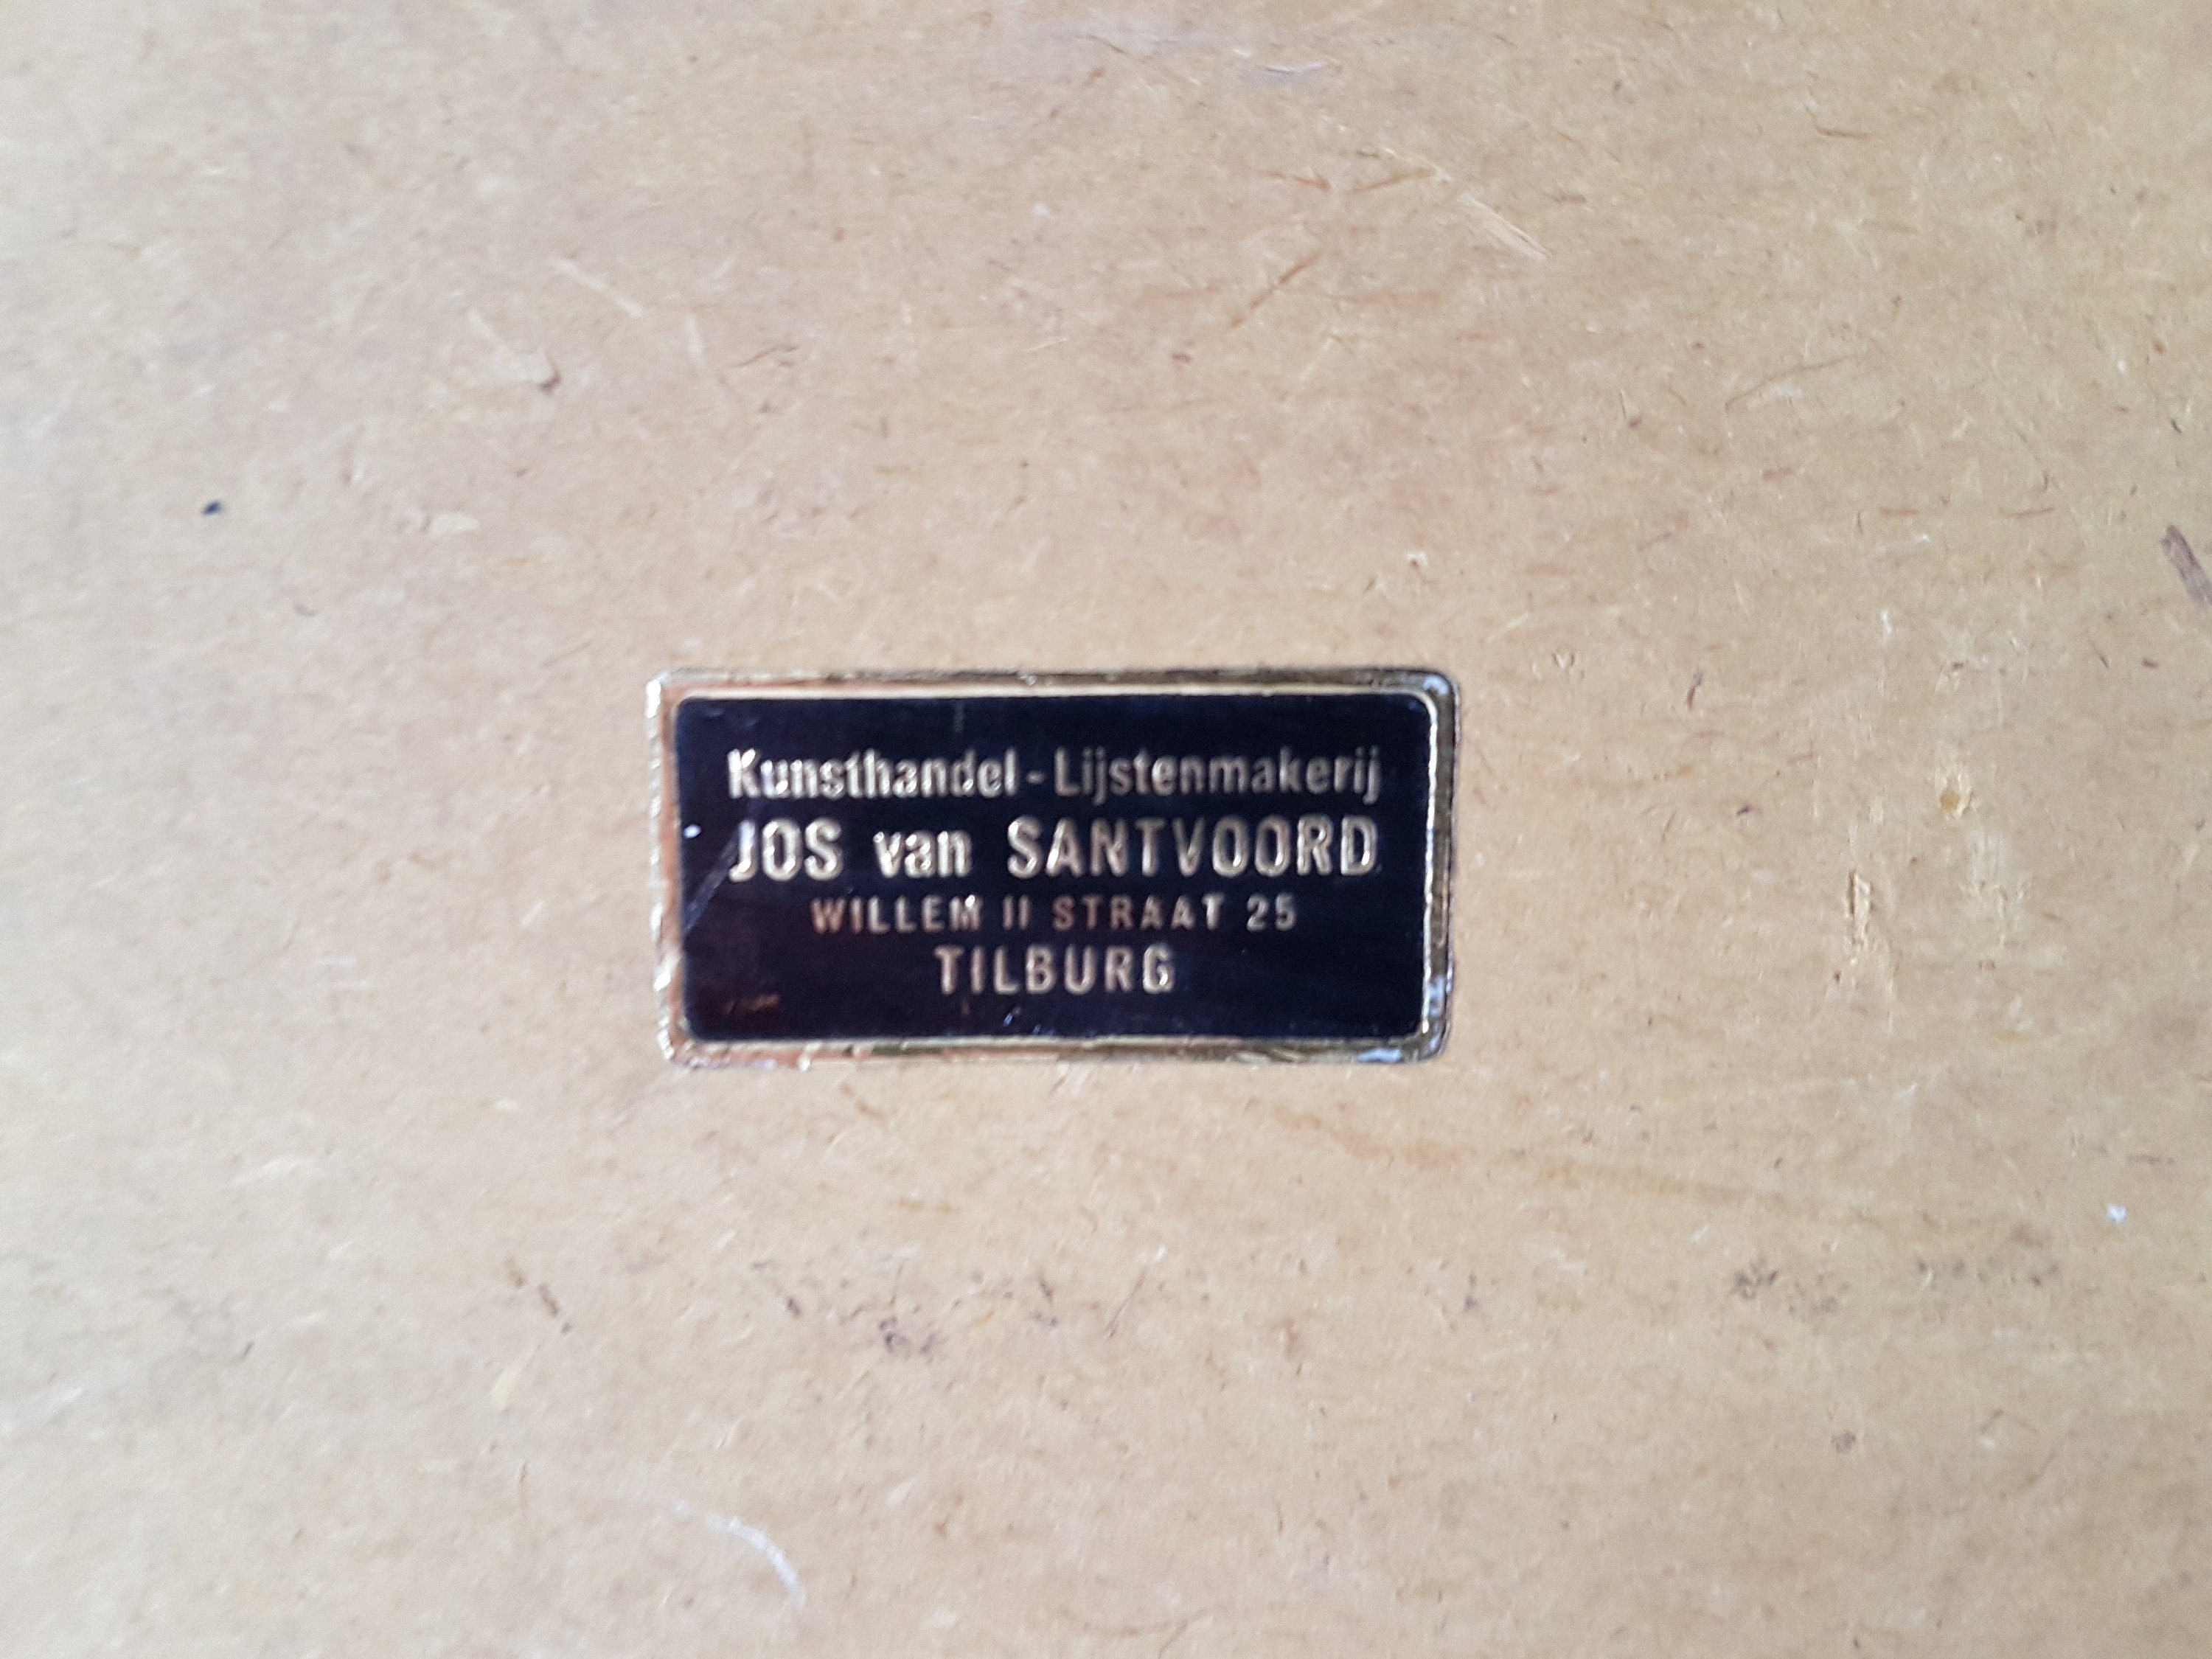 Kunsthandel - Lijstenmakerij
JOS van SANTVOORD
WILLEM II STRAAT 25
TILBURG